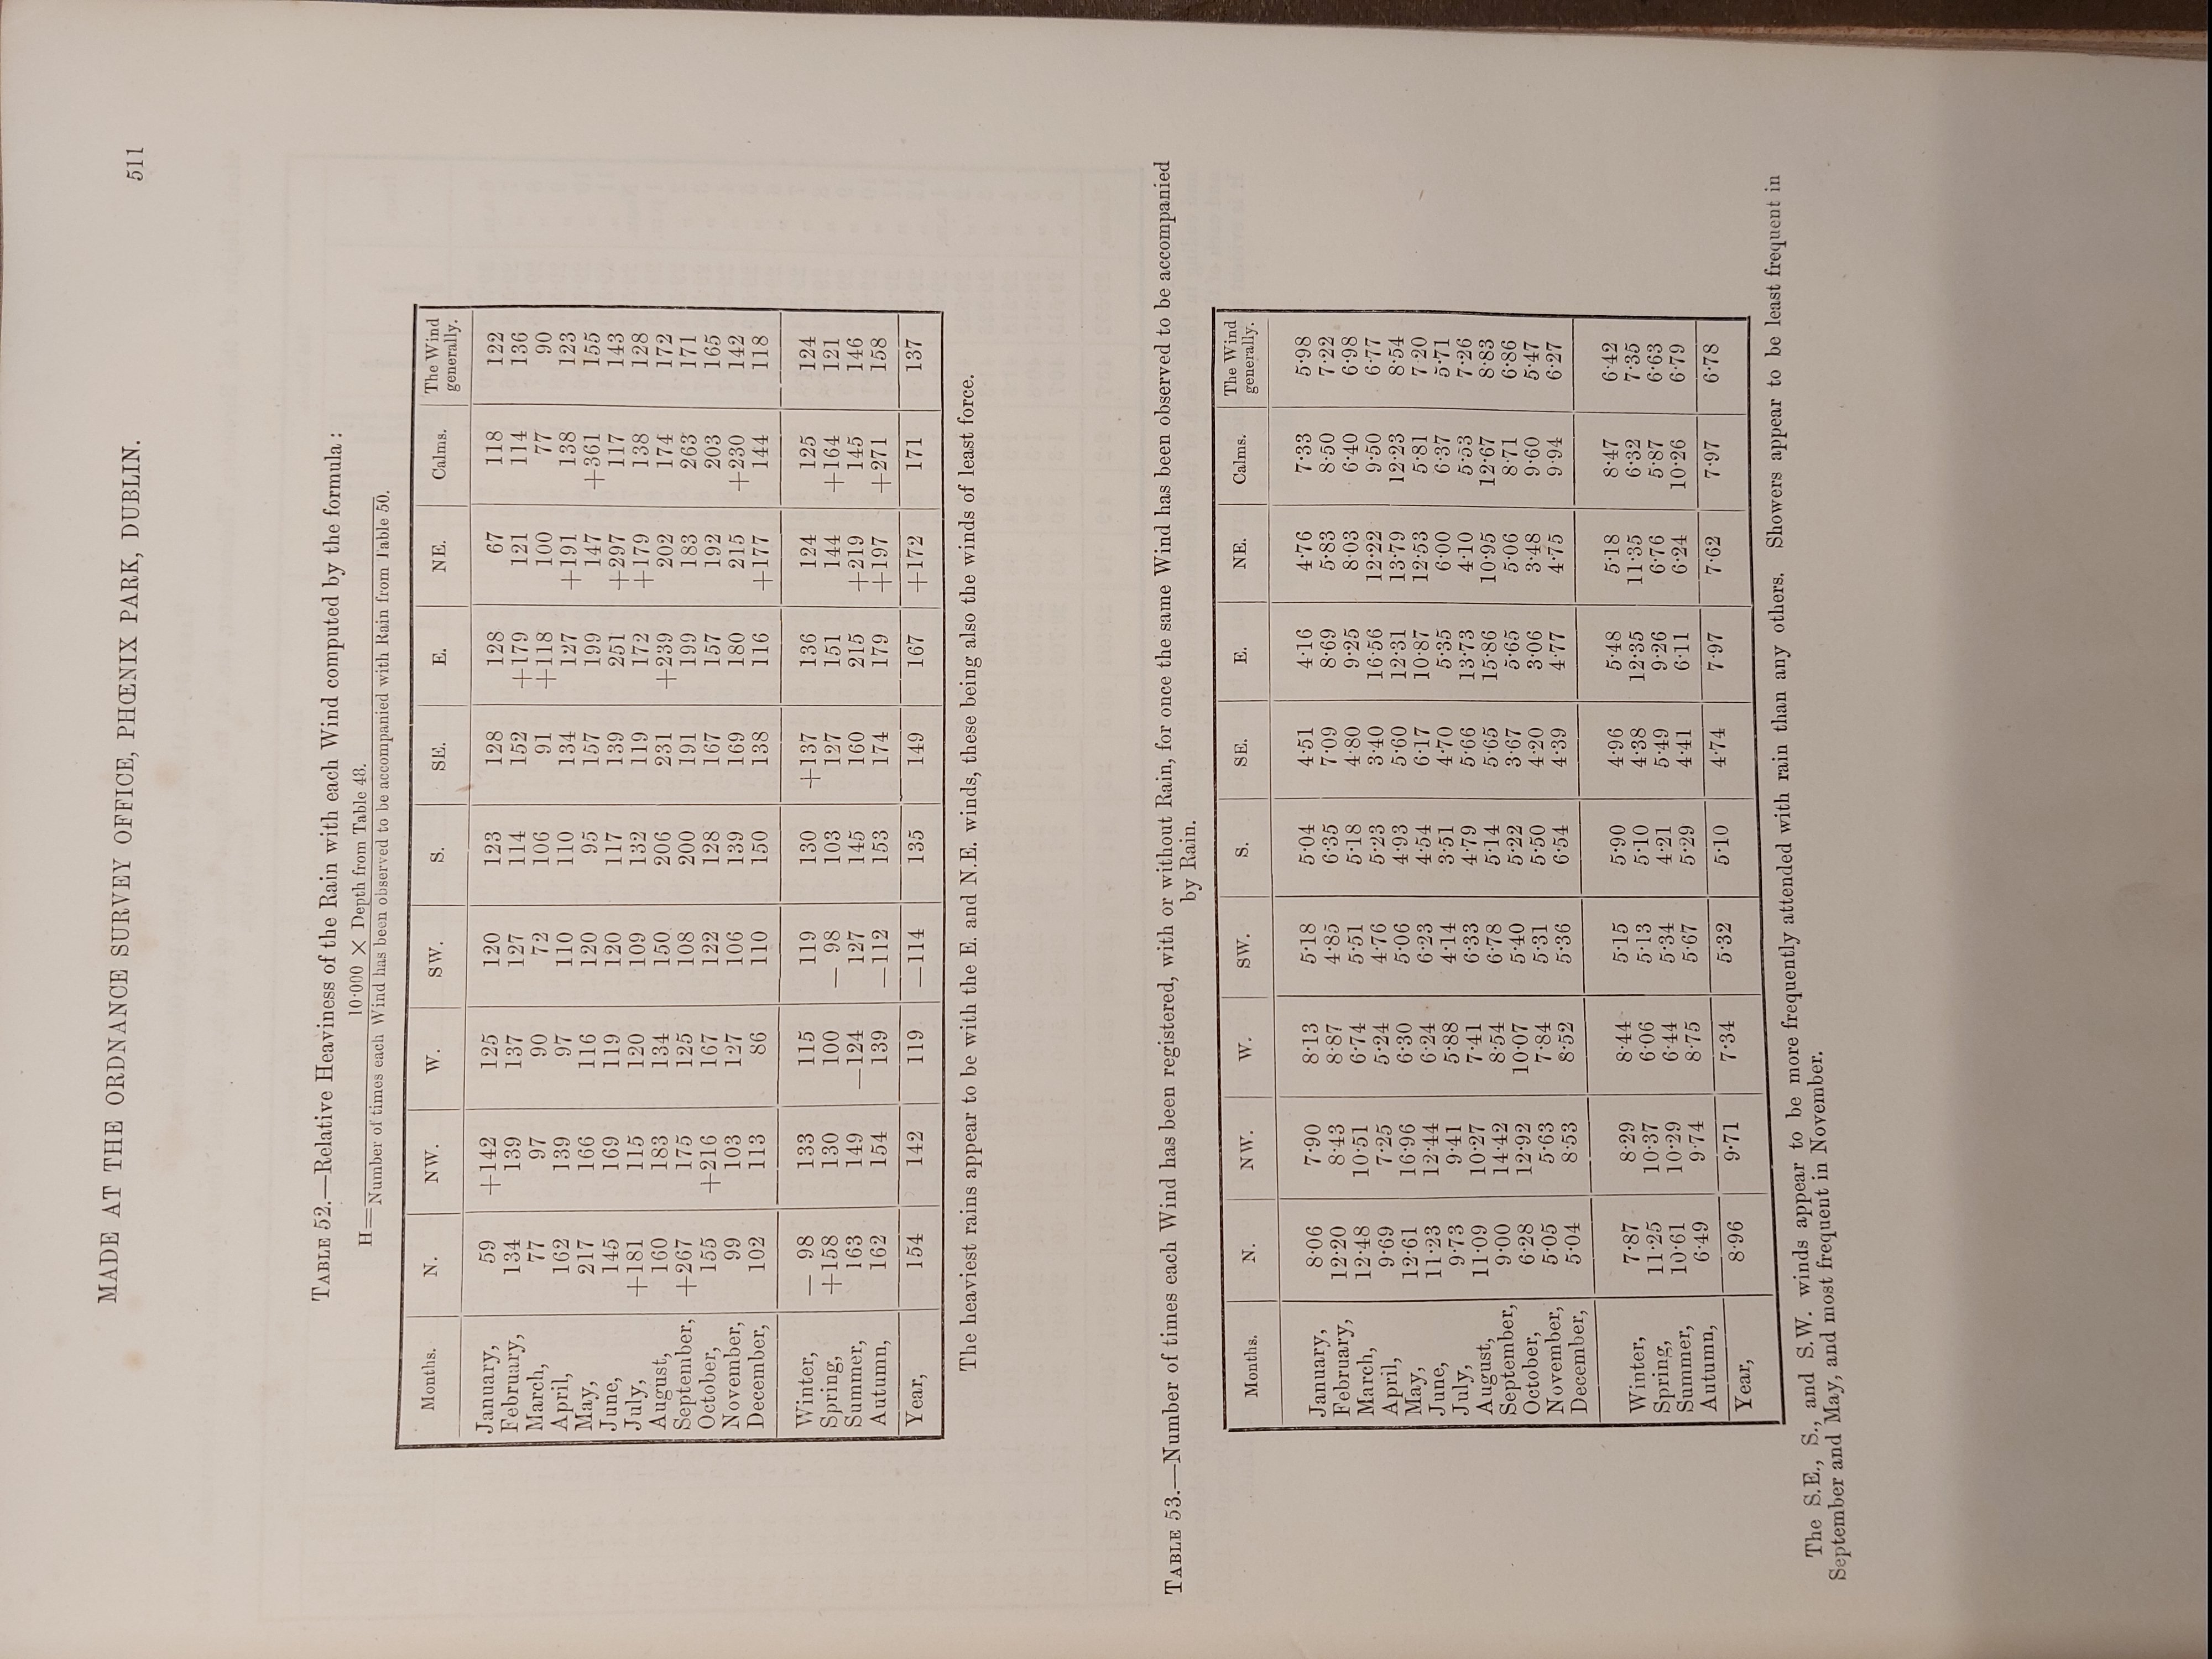 MADE AT THE ORDNANCE SURVEY OFFICE, PHŒNIX PARK, DUBLIN. 511
TABLE 52.—Relative Heaviness of the Rain with each Wind computed by the formula :
10·000 × Depth from Table 48.
H=
Number of times each Wind has been observed to be accompanied with Rain from Table 50.
Months. N. NW. W. SW. S. SE. E. NE. Calms. The Wind generally.
January, 59 +142 125 120 123 128 128 67 118 122
February, 134 139 137 127 114 152 +179 121 114 136
March, 77 97 90 72 106 91 +118 100 77 90
April, 162 139 97 110 110 134 127 +191 138 123
May, 217 166 116 120 95 157 199 147 +361 155
June, 145 169 119 120 117 139 251 +297 117 143
July, +181 115 120 109 132 119 172 +179 138 128
August, 160 183 134 150 206 231 +239 202 174 172
September, +267 175 125 108 200 191 199 183 263 171
October, 155 +216 167 122 128 167 157 192 203 165
November, 99 103 127 106 139 169 180 215 +230 142
December, 102 113 86 110 150 138 116 +177 144 118
Winter, — 98 133 115 119 130 +137 136 124 125 124
Spring, +158 130 100 — 98 103 127 151 144 +164 121
Summer, 163 149 —124 127 145 160 215 +219 145 146
Autumn, 162 154 139 —112 153 174 179 +197 +271 158
Year, 154 142 119 —114 135 149 167 +172 171 137
The heaviest rains appear to be with the E. and N.E. winds, these being also the winds of least force.
TABLE 53.—Number of times each Wind has been registered, with or without Rain, for once the same Wind has been observed to be accompanied
by Rain.
Months. N. NW. W. SW. S. SE. E. NE. Calms. The Wind generally.
January, 8·06 7·90 8·13 5·18 5·04 4·51 4·16 4·76 7·33 5·98
February, 12·20 8·43 8·87 4·85 6·35 7·09 8·69 5·83 8·50 7·22
March, 12·48 10·51 6·74 5·51 5·18 4·80 9·25 8·03 6·40 6·98
April, 9·69 7·25 5·24 4·76 5·23 3·40 16·56 12·22 9·50 6·77
May, 12·61 16·96 6·30 5·06 4·93 5·60 12·31 13·79 12·23 8·54
June, 11·23 12·44 6·24 6·23 4·54 6·17 10·87 12·53 5·81 7·20
July, 9·73 9·41 5·88 4·14 3·51 4·70 5·35 6·00 6·37 5·71
August, 11·09 10·27 7·41 6·33 4·79 5·66 13·73 4·10 5·53 7·26
September, 9·00 14·42 8·54 6·78 5·14 5·65 15·86 10·95 12·67 8·83
October, 6·28 12·92 10·07 5·40 5·22 3·67 5·65 5·06 8·71 6·86
November, 5·05 5·63 7·84 5·31 5·50 4·20 3·06 3·48 9·60 5·47
December, 5·04 8·53 8·52 5·36 6·54 4·39 4·77 4·75 9·94 6·27
Winter, 7·87 8·29 8·44 5·15 5·90 4·96 5·48 5·18 8·47 6·42
Spring, 11·25 10·37 6·06 5·13 5·10 4·38 12·35 11·35 6·32 7·35
Summer, 10·61 10·29 6·44 5·34 4·21 5·49 9·26 6·76 5·87 6·63
Autumn, 6·49 9·74 8·75 5·67 5·29 4·41 6·11 6·24 10·26 6·79
Year, 8·96 9·71 7·34 5·32 5·10 4·74 7·97 7·62 7·97 6·78
The S.E., S., and S.W. winds appear to be more frequently attended with rain than any others. Showers appear to be least frequent in
September and May, and most frequent in November.